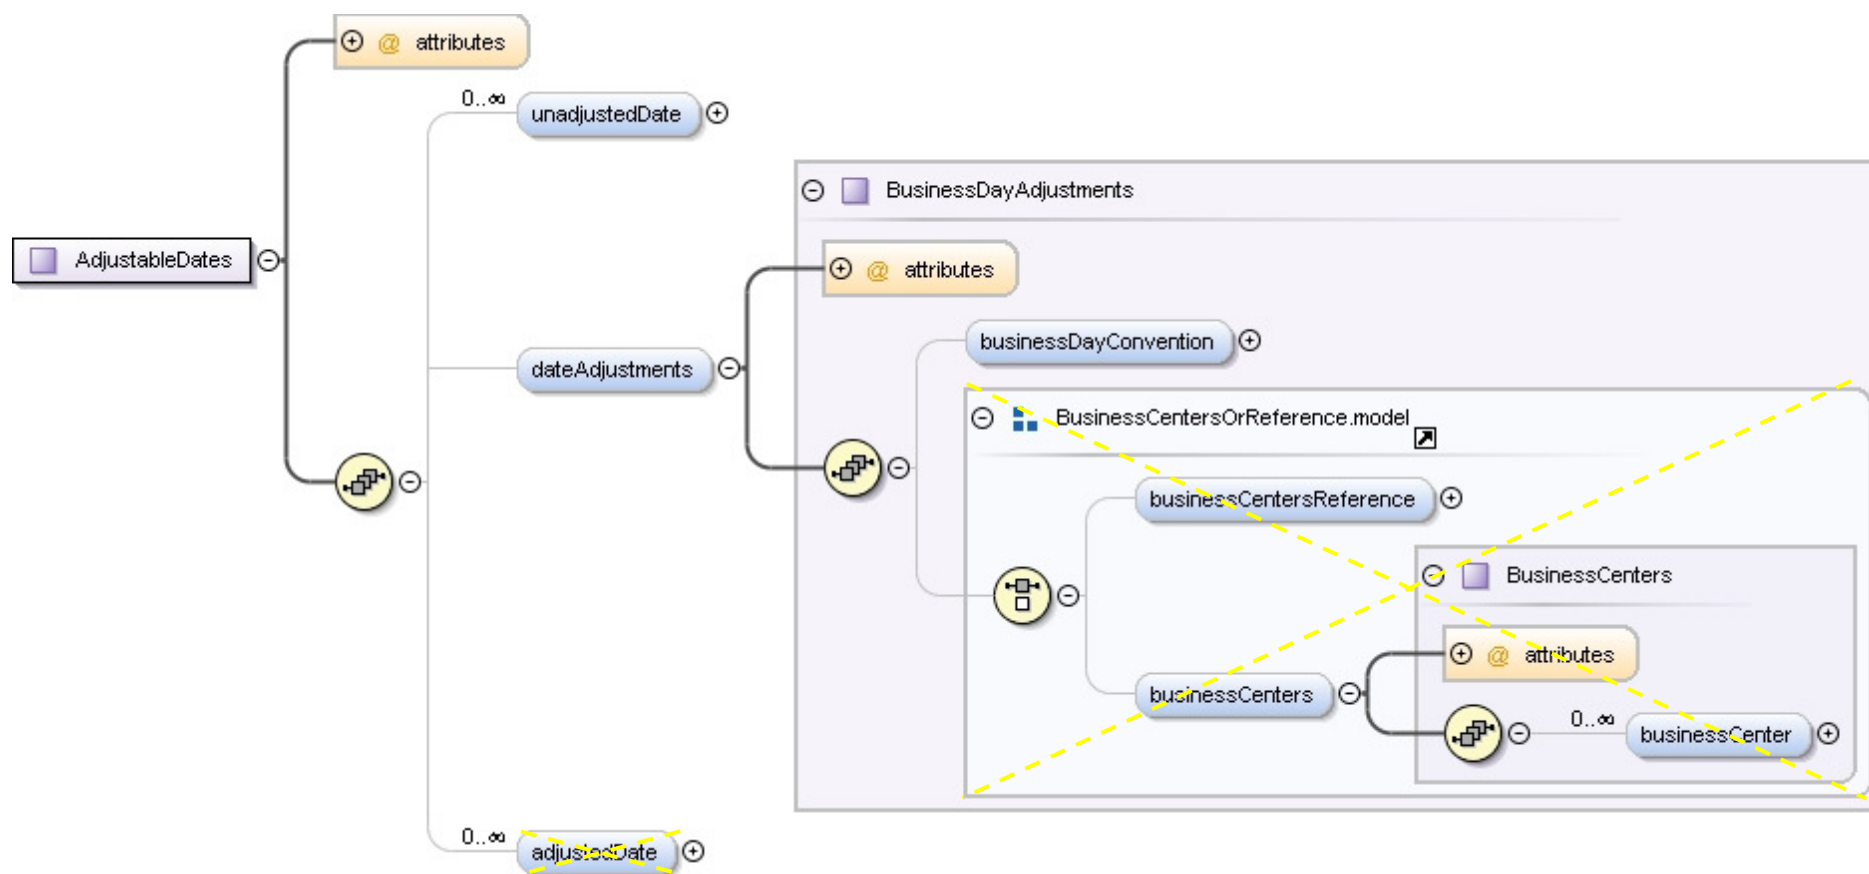 @ attributes
0..∞
unadjustedDate
BusinessDayAdjustments
AdjustableDates
@ attributes
businessDayConvention
dateAdjustments
BusinessCentersOrReference.model
businessCentersReference
BusinessCenters
@ attributes
businessCenters
0..∞
businessCenter
0..∞
adjustedDate